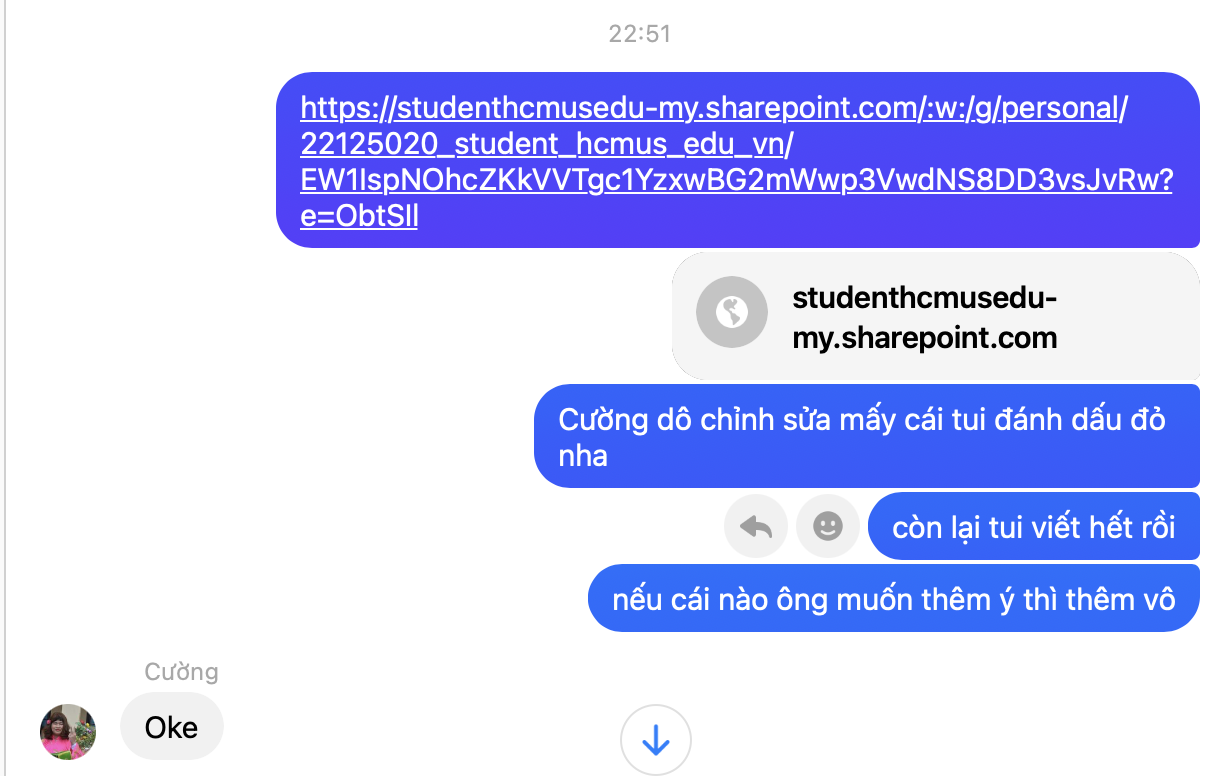 22:51
https://studenthcmusedu-my.sharepoint.com/:w:/g/personal/
22125020_student_hcmus_edu_vn/
EW1IspNOhcZKkVVTgc1YzxwBG2mWwp3VwdNS8DD3vsJvRw?
e=ObtSIl
studenthcmusedu-
my.sharepoint.com
Cường dô chỉnh sửa mấy cái tui đánh dấu đỏ
nha
còn lại tui viết hết rồi
nếu cái nào ông muốn thêm ý thì thêm vô
Cường
Oke